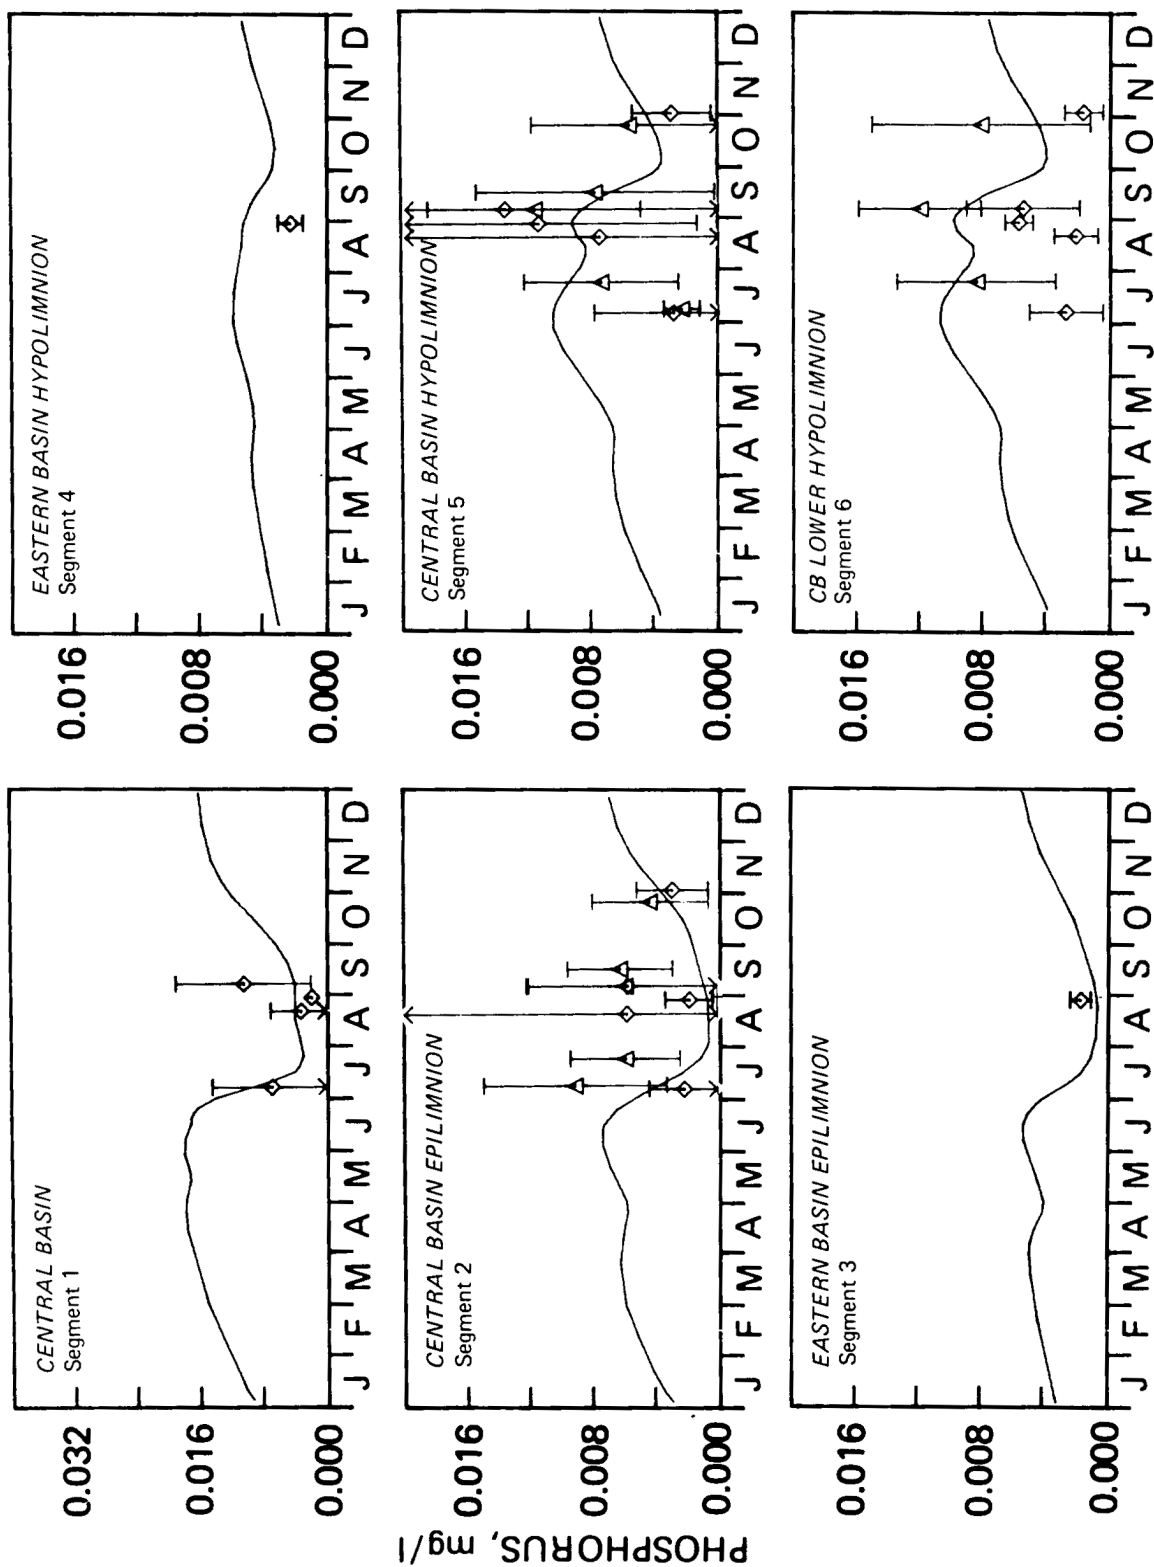 PHOSPHORUS, mg/l
CENTRAL BASIN
Segment 1
0.032
0.016
0.000
J F M A M J J A S O N D
CENTRAL BASIN EPILIMNION
Segment 2
0.016
0.008
0.000
J F M A M J J A S O N D
EASTERN BASIN EPILIMNION
Segment 3
0.016
0.008
0.000
J F M A M J J A S O N D
EASTERN BASIN HYPOLIMNION
Segment 4
0.016
0.008
0.000
J F M A M J J A S O N D
CENTRAL BASIN HYPOLIMNION
Segment 5
0.016
0.008
0.000
J F M A M J J A S O N D
CB LOWER HYPOLIMNION
Segment 6
0.016
0.008
0.000
J F M A M J J A S O N D